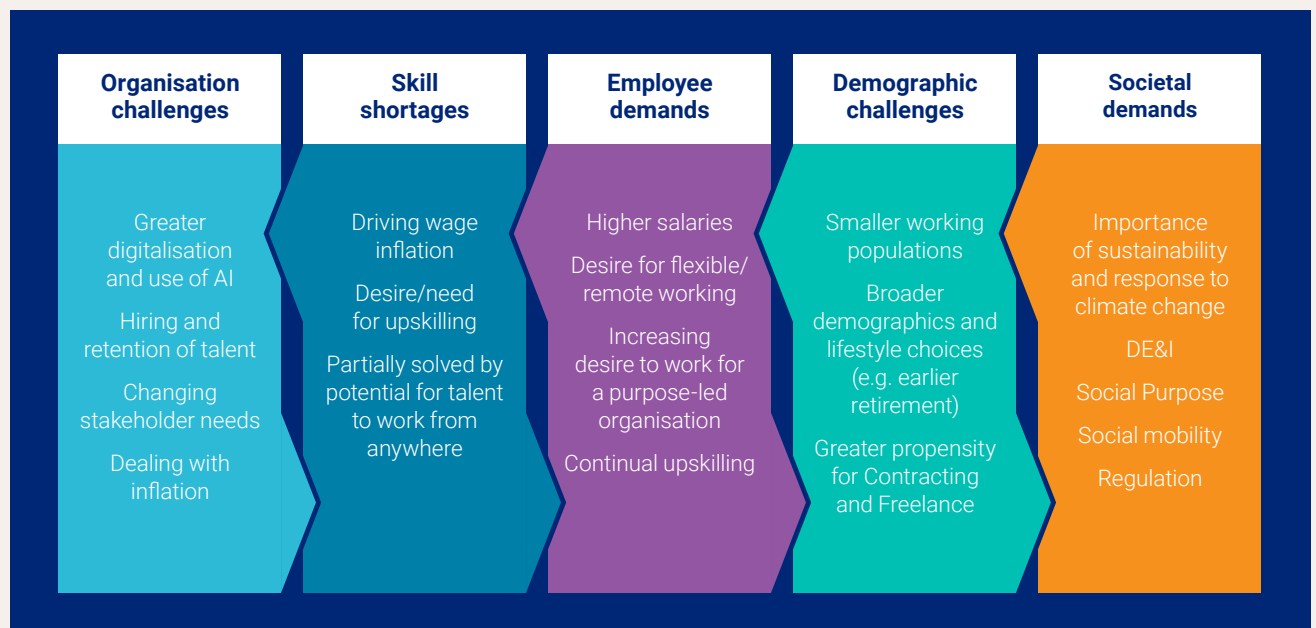 Organisation
challenges
Greater
digitalisation
and use of AI
Hiring and
retention of talent
Changing
stakeholder needs
Dealing with
inflation
Skill
shortages
Driving wage
inflation
Desire/need
for upskilling
Partially solved by
potential for talent
to work from
anywhere
Employee
demands
Higher salaries
Desire for flexible/
remote working
Increasing
desire to work for
a purpose-led
organisation
Continual upskilling
Demographic
challenges
Smaller working
populations
Broader
demographics and
lifestyle choices
(e.g. earlier
retirement)
Greater propensity
for Contracting
and Freelance
Societal
demands
Importance
of sustainability
and response to
climate change
DE&I
Social Purpose
Social mobility
Regulation